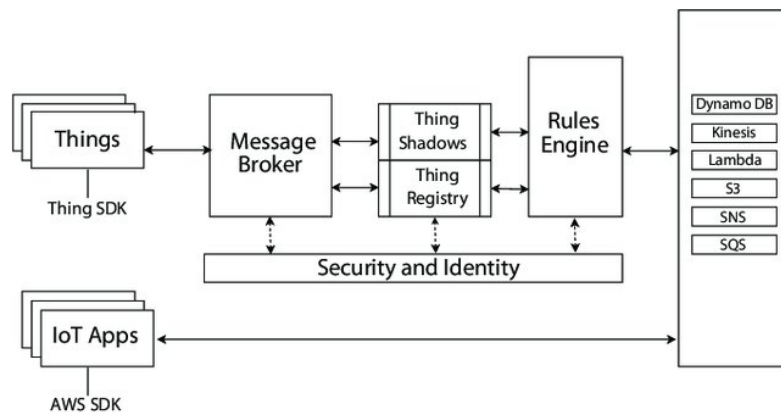 Things
Thing SDK
Message
Broker
Thing
Shadows
Thing
Registry
Rules
Engine
Security and Identity
Dynamo DB
Kinesis
Lambda
S3
SNS
SQS
IoT Apps
AWS SDK